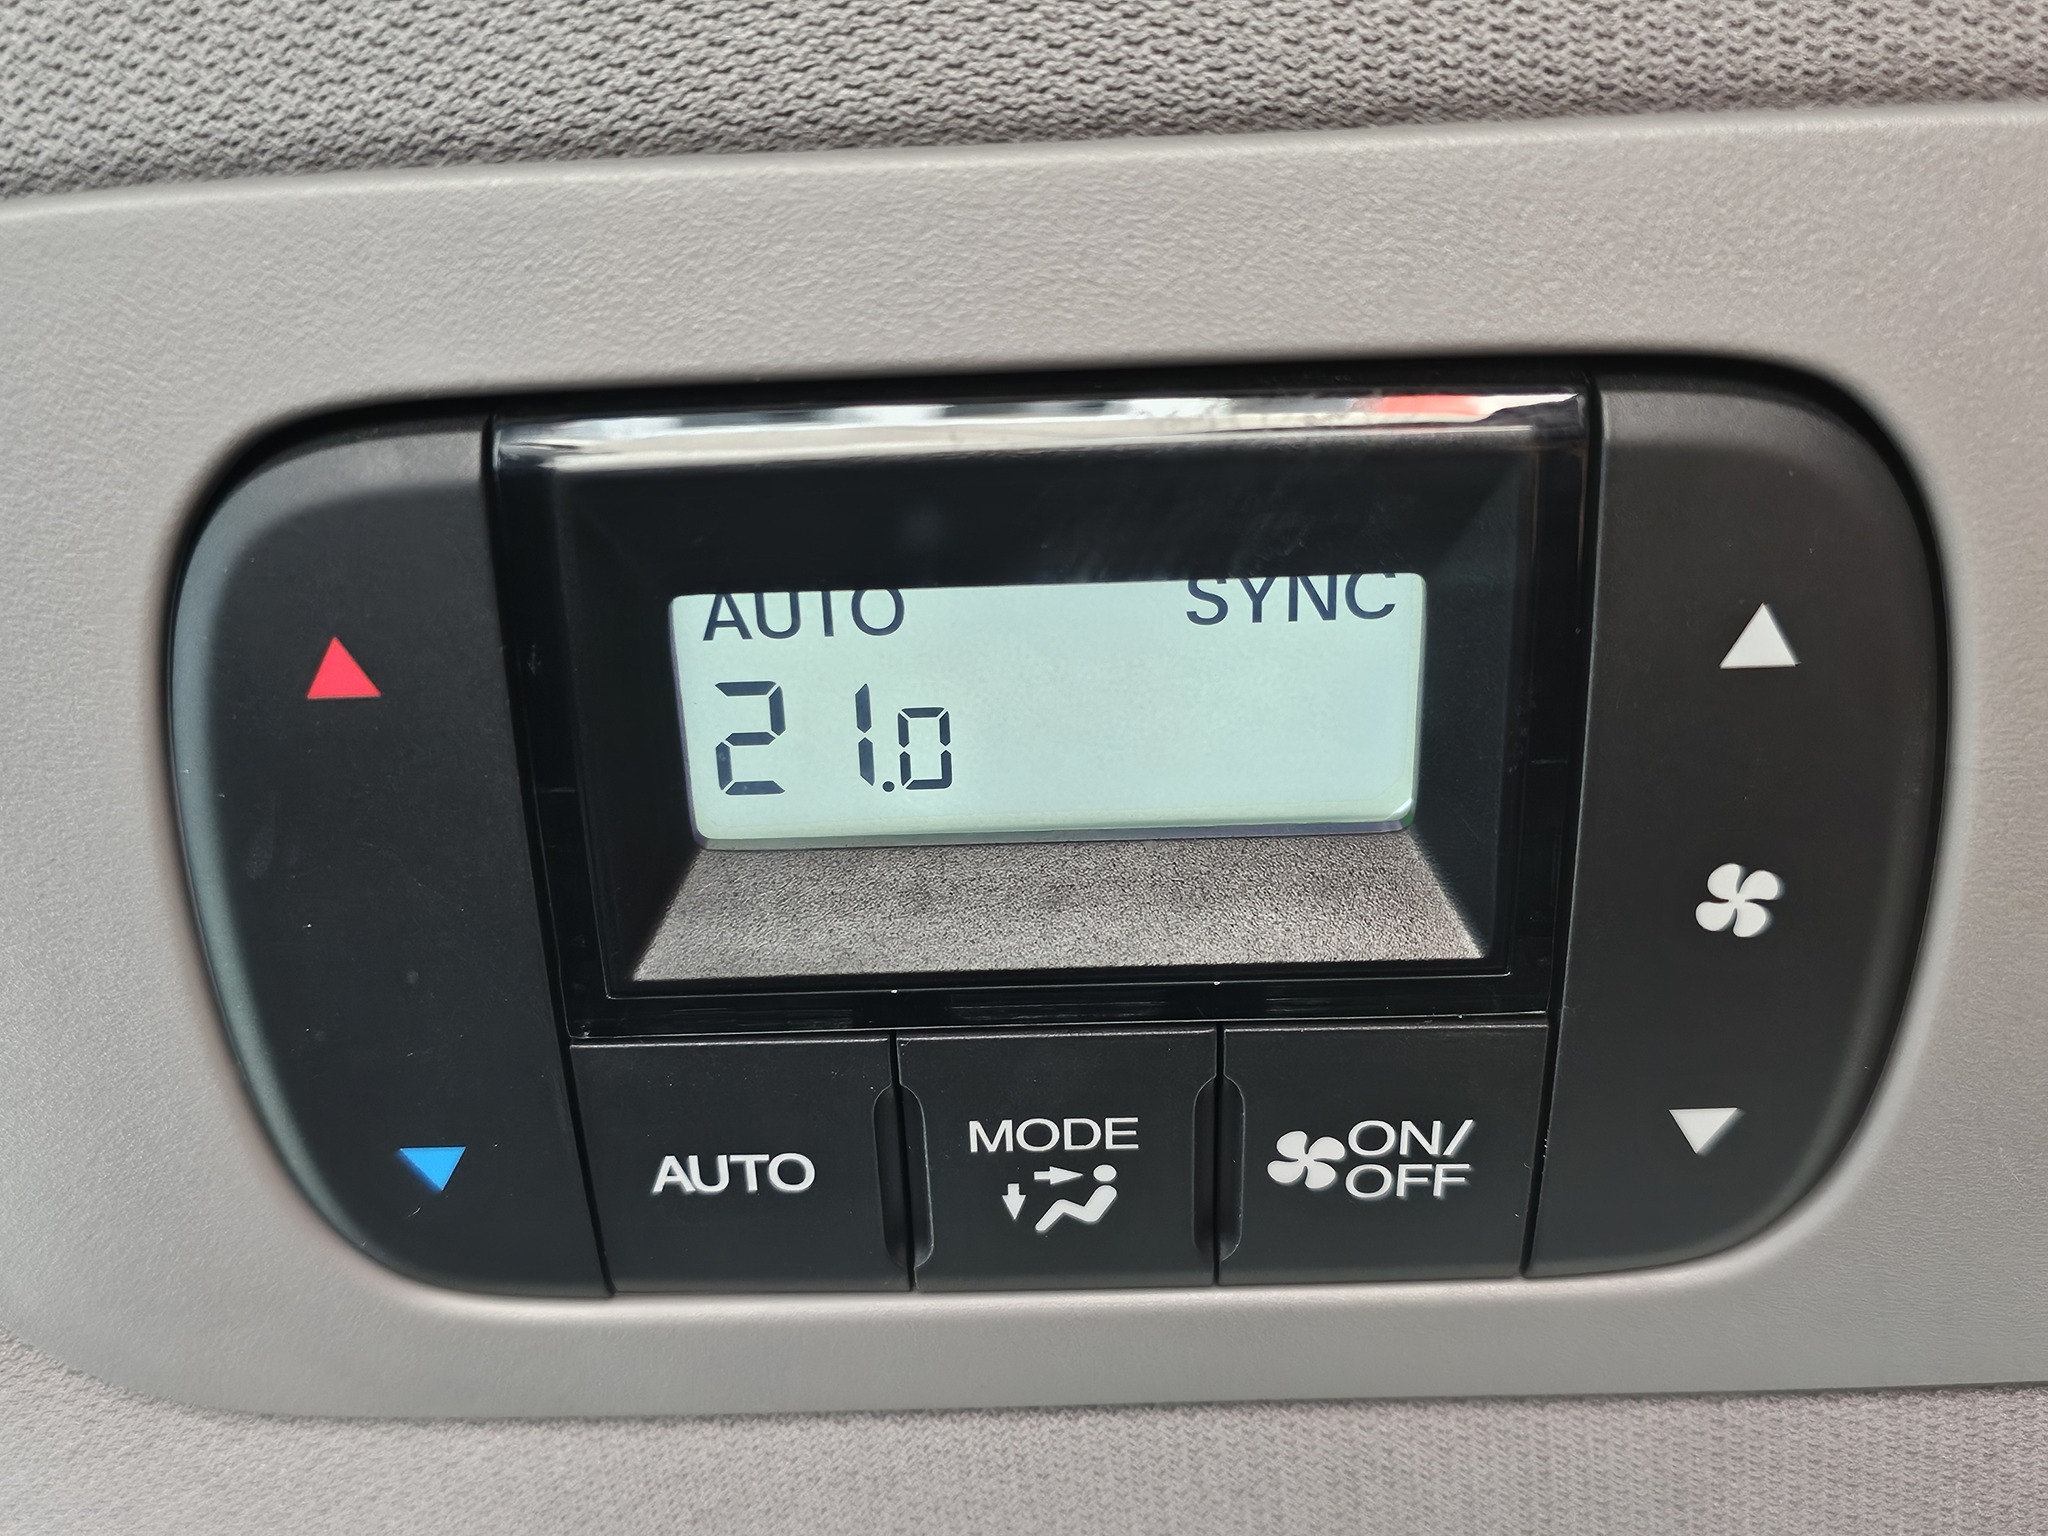 AUTO SYNC
21.0
AUTO
MODE
ON/
OFF